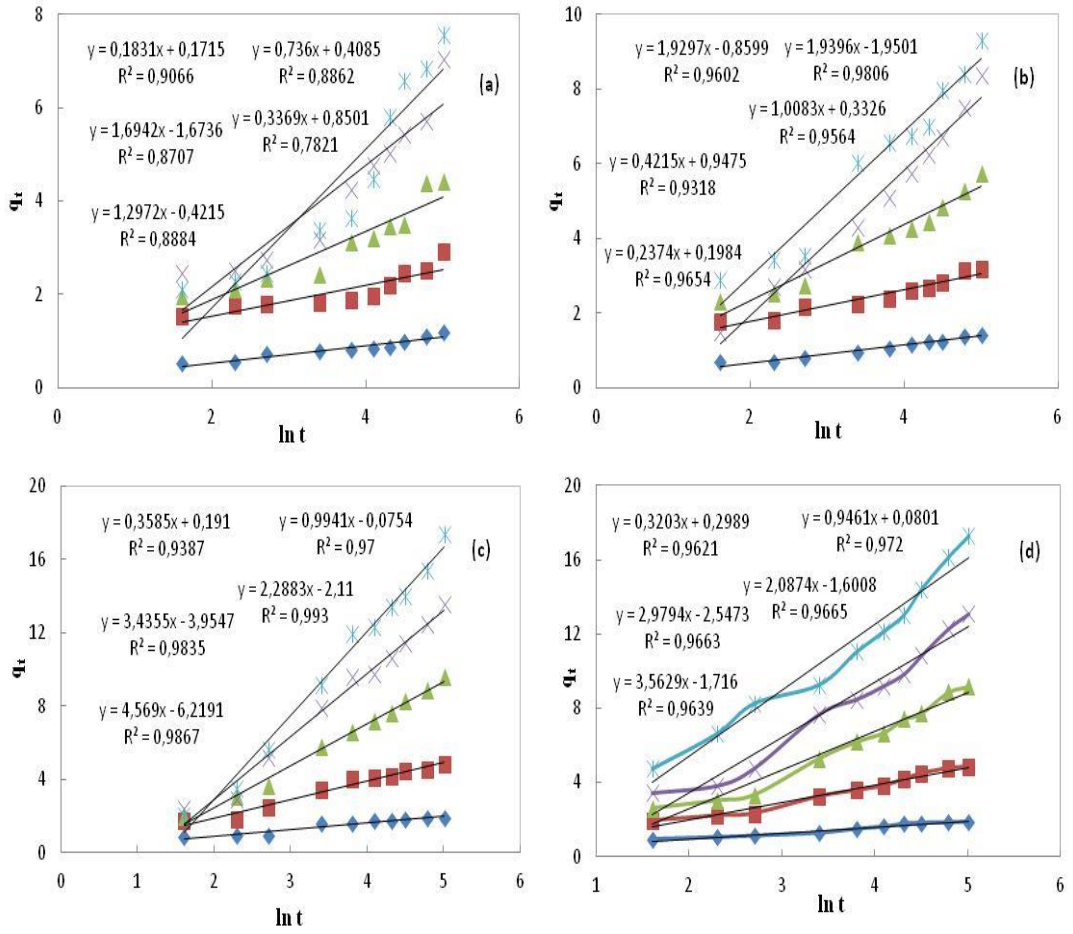 8
y = 0,1831x + 0,1715
R² = 0,9066
y = 0,736x + 0,4085
R² = 0,8862
(a)
6
y = 1,6942x - 1,6736
R² = 0,8707
y = 0,3369x + 0,8501
R² = 0,7821
qt
4
y = 1,2972x - 0,4215
R² = 0,8884
2
0
0
2
4
6
ln t
10
y = 1,9297x - 0,8599
R² = 0,9602
y = 1,9396x - 1,9501
R² = 0,9806
(b)
8
y = 1,0083x + 0,3326
R² = 0,9564
6
y = 0,4215x + 0,9475
R² = 0,9318
qt
4
y = 0,2374x + 0,1984
R² = 0,9654
2
0
0
2
4
6
ln t
20
y = 0,3585x + 0,191
R² = 0,9387
y = 0,9941x - 0,0754
R² = 0,97
(c)
16
y = 2,2883x - 2,11
R² = 0,993
12
y = 3,4355x - 3,9547
R² = 0,9835
qt
8
y = 4,569x - 6,2191
R² = 0,9867
4
0
0
1
2
3
4
5
6
ln t
20
y = 0,3203x + 0,2989
R² = 0,9621
y = 0,9461x + 0,0801
R² = 0,972
(d)
16
y = 2,0874x - 1,6008
R² = 0,9665
12
y = 2,9794x - 2,5473
R² = 0,9663
qt
8
y = 3,5629x - 1,716
R² = 0,9639
4
0
1
2
3
4
5
6
ln t